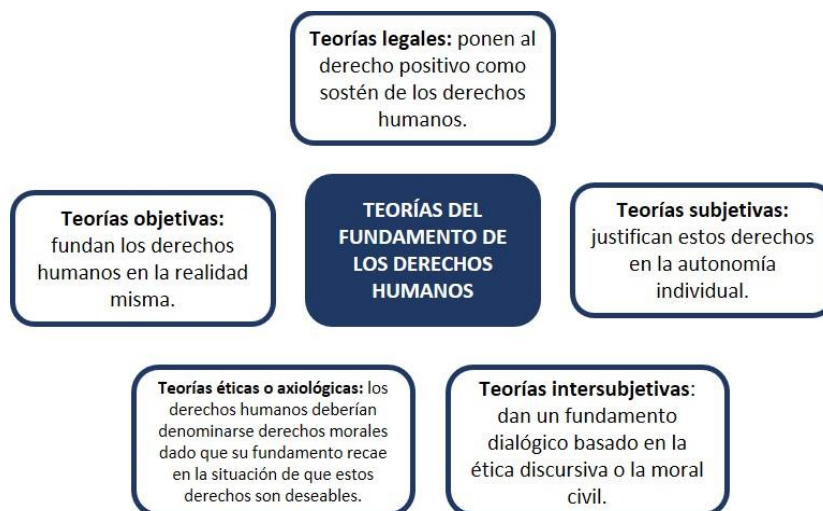 Teorías legales: ponen al
derecho positivo como
sostén de los derechos
humanos.
Teorías objetivas:
fundan los derechos
humanos en la realidad
misma.
TEORÍAS DEL
FUNDAMENTO DE
LOS DERECHOS
HUMANOS
Teorías subjetivas:
justifican estos derechos
en la autonomía
individual.
Teorías éticas o axiológicas: los
derechos humanos deberían
denominarse derechos morales
dado que su fundamento recae
en la situación de que estos
derechos son deseables.
Teorías intersubjetivas:
dan un fundamento
dialógico basado en la
ética discursiva o la moral
civil.